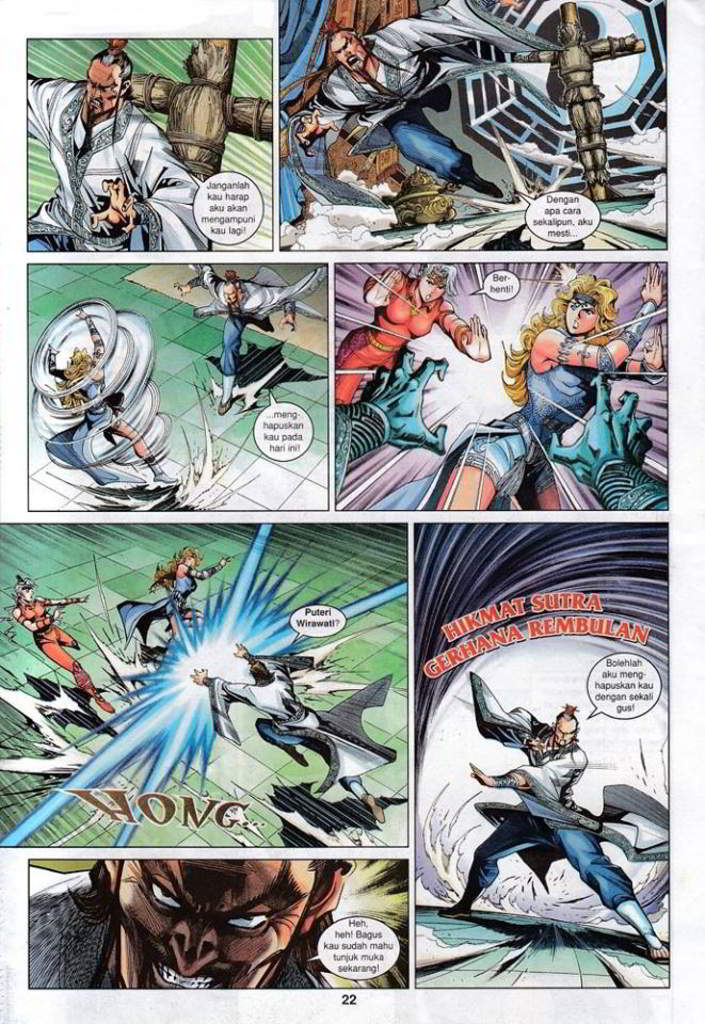 Janganlah
kau harap
aku akan
mengampuni
kau lagi!
Dengan
apa cara
sekalipun, aku
mesti...
...meng-
hapuskan
kau pada
hari ini!
Ber-
henti!
Puteri
Wirawati?
WONG...
HIKMAT SUTRA
GERHANA REMBULAN
Bolehlah
aku meng-
hapuskan kau
dengan sekali
gus!
Heh,
heh! Bagus
kau sudah mahu
tunjuk muka
sekarang!
22